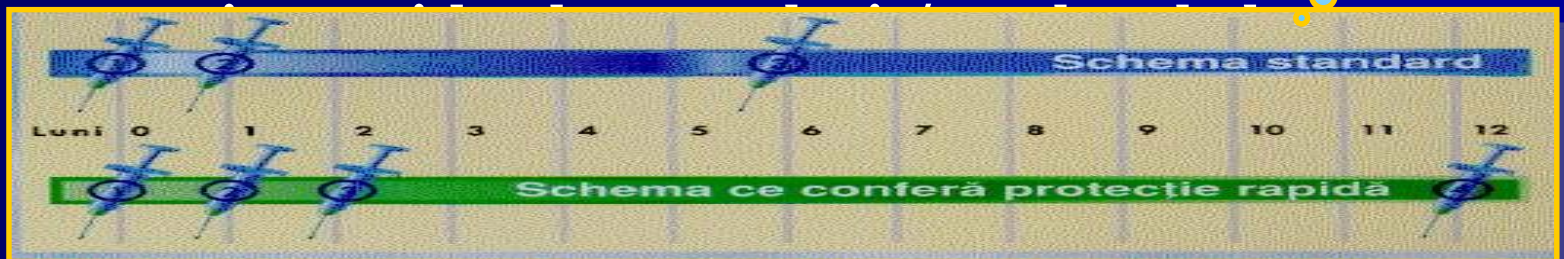 Schema standard
Luni 0 1 2 3 4 5 6 7 8 9 10 11 12
Schema ce conferă protecție rapidă